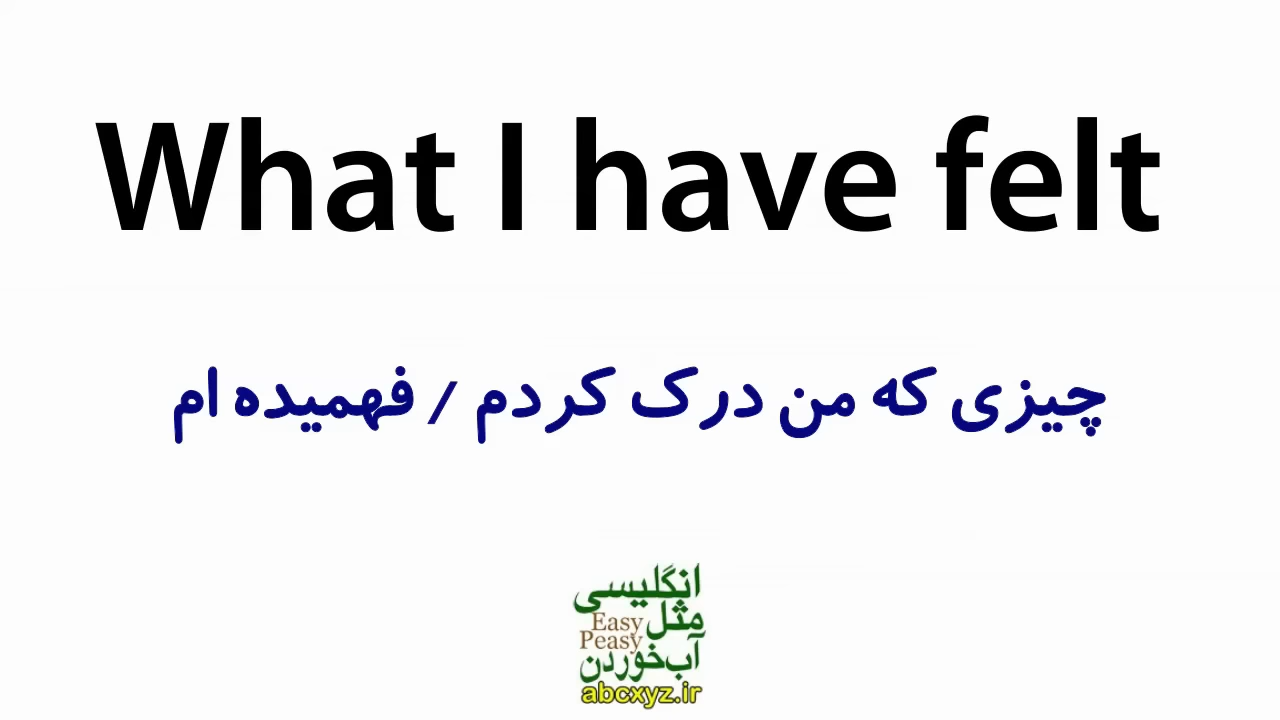 What I have felt
چیزی که من درک کردم / فهمیده ام
انگلیسی
مثل
Easy
Peasy
آب خوردن
abcxyz.ir